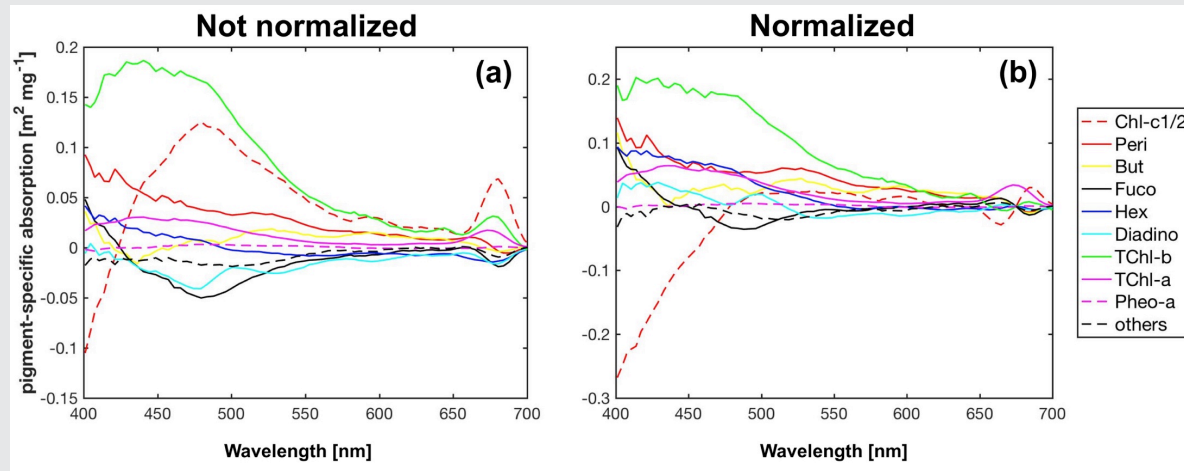 Not normalized
Normalized
pigment-specific absorption [m² mg⁻¹]
0.2
0.15
0.1
0.05
0
-0.05
-0.1
-0.15
400
450
500
550
600
650
700
Wavelength [nm]
(a)
0.2
0.1
0
-0.1
-0.2
-0.3
400
450
500
550
600
650
700
Wavelength [nm]
(b)
Chl-c1/2
Peri
But
Fuco
Hex
Diadino
TChl-b
TChl-a
Pheo-a
others